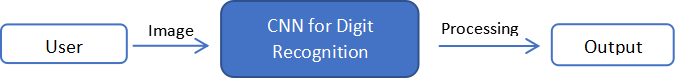 User
Image
CNN for Digit
Recognition
Processing
Output